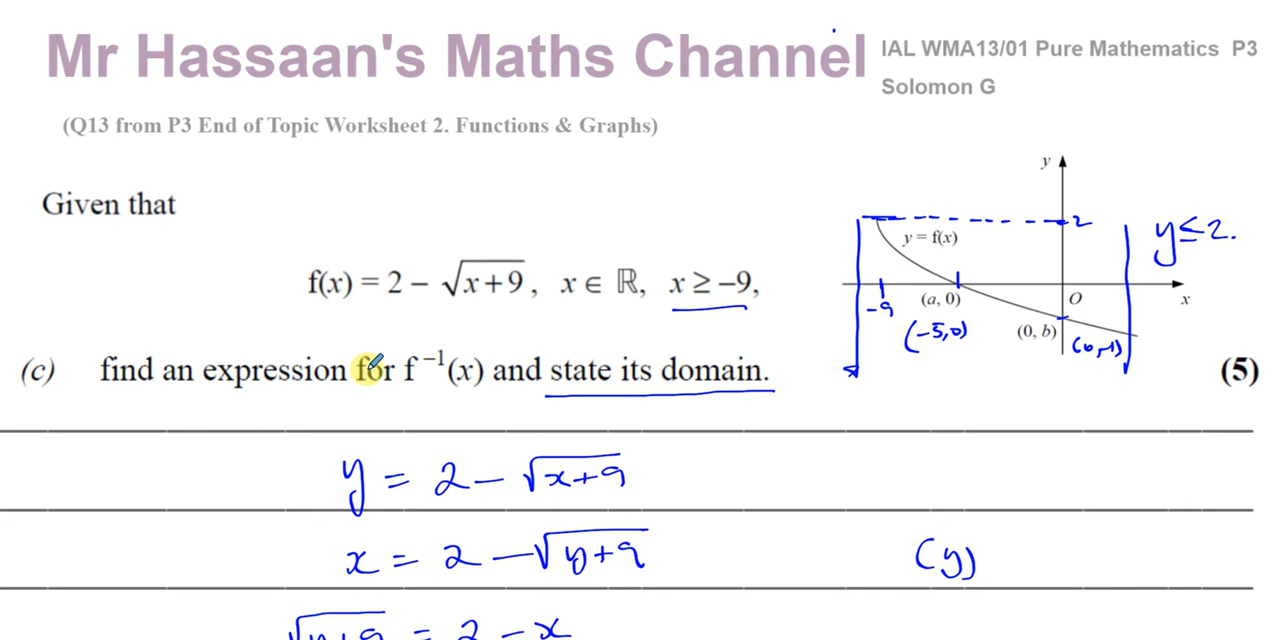 Mr Hassaan's Maths Channel
IAL WMA13/01 Pure Mathematics P3
Solomon G
(Q13 from P3 End of Topic Worksheet 2. Functions & Graphs)
Given that
f(x) = 2 − √(x+9), x ∈ ℝ, x ≥ −9,
y
2
y ≤ 2.
y = f(x)
-9
(a, 0)
O
x
(-5,0)
(0, b)
(0,-1)
(c) find an expression for f⁻¹(x) and state its domain.
(5)
y = 2 − √(x+9)
x = 2 − √(y+9)
(y)
√(y+9) = 2 − x